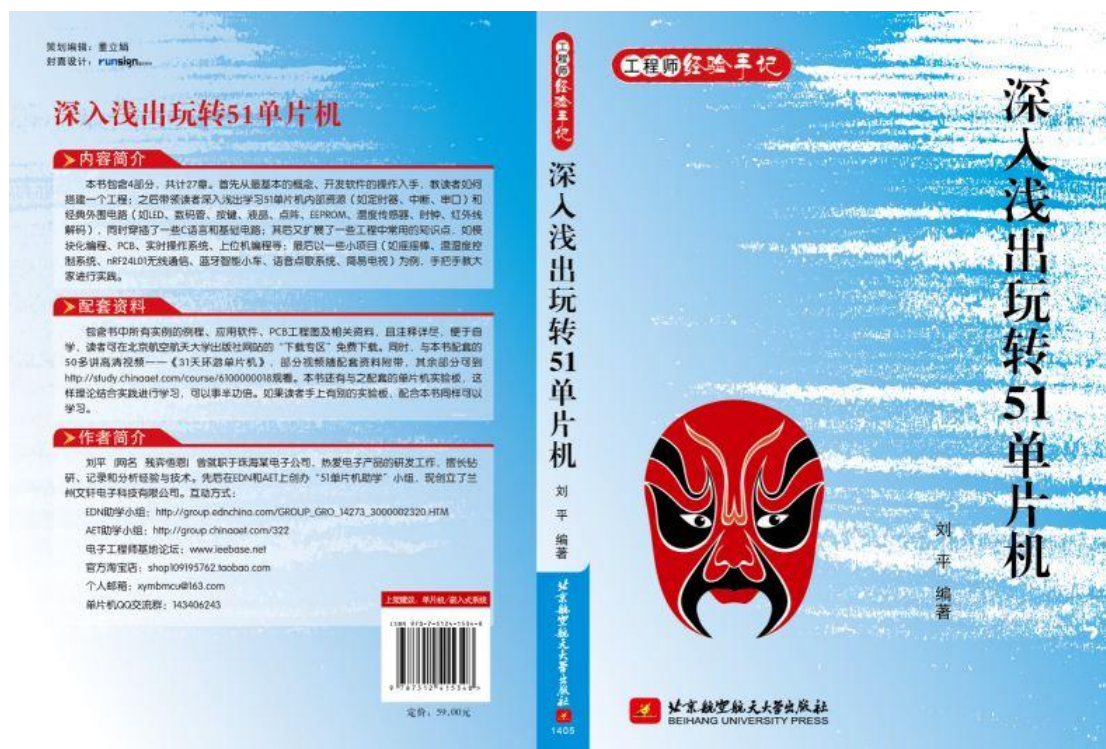 策划编辑：董立娟
封面设计：runsign
深入浅出玩转51单片机
内容简介
本书包含4部分，共计27章。首先从最基本的概念、开发软件的操作入手，教读者如何
搭建一个工程；之后带领读者深入浅出学习51单片机内部资源（如定时器、中断、串口）和
经典外围电路（如LED、数码管、按键、液晶、点阵、EEPROM、温度传感器、时钟、红外线
解码），同时穿插了一些C语言和基础电路；其后又扩展了一些工程中常用的知识点，如模
块化编程、PCB、实时操作系统、上位机编程等；最后以一些小项目（如摇摇棒、温湿度控
制系统、nRF24L01无线通信、蓝牙智能小车、语音点歌系统、简易电视）为例，手把手教大
家进行实践。
配套资料
包含书中所有实例的例程、应用软件、PCB工程图及相关资料，且注释详尽，便于自
学，读者可在北京航空航天大学出版社网站的“下载专区”免费下载。同时，与本书配套的
50多讲高清视频——《31天环游单片机》，部分视频随配套资料附带，其余部分可到
http://study.chinaaet.com/course/6100000018观看。本书还有与之配套的单片机实验板，这
样理论结合实践进行学习，可以事半功倍。如果读者手上有别的实验板，配合本书同样可以
学习。
作者简介
刘平（网名 残弈悟恩）曾就职于珠海某电子公司，热爱电子产品的研发工作，擅长钻
研、记录和分析经验与技术。先后在EDN和AET上创办“51单片机助学”小组，现创立了兰
州文轩电子科技有限公司。互动方式：
EDN助学小组：http://group.ednchina.com/GROUP_GRO_14273_3000002320.HTM
AET助学小组：http://group.chinaaet.com/322
电子工程师基地论坛：www.ieebase.net
官方淘宝店：shop109195762.taobao.com
个人邮箱：xymbmcu@163.com
单片机QQ交流群：143406243
上架建议：单片机/嵌入式系统
ISBN 978-7-5124-1534-8
9 787512 415348 >
定价：59.00元
工程师经验手记
深入浅出玩转51单片机
刘平 编著
北京航空航天大学出版社
1405
工程师经验手记
深入浅出玩转51单片机
刘平 编著
北京航空航天大学出版社
BEIHANG UNIVERSITY PRESS